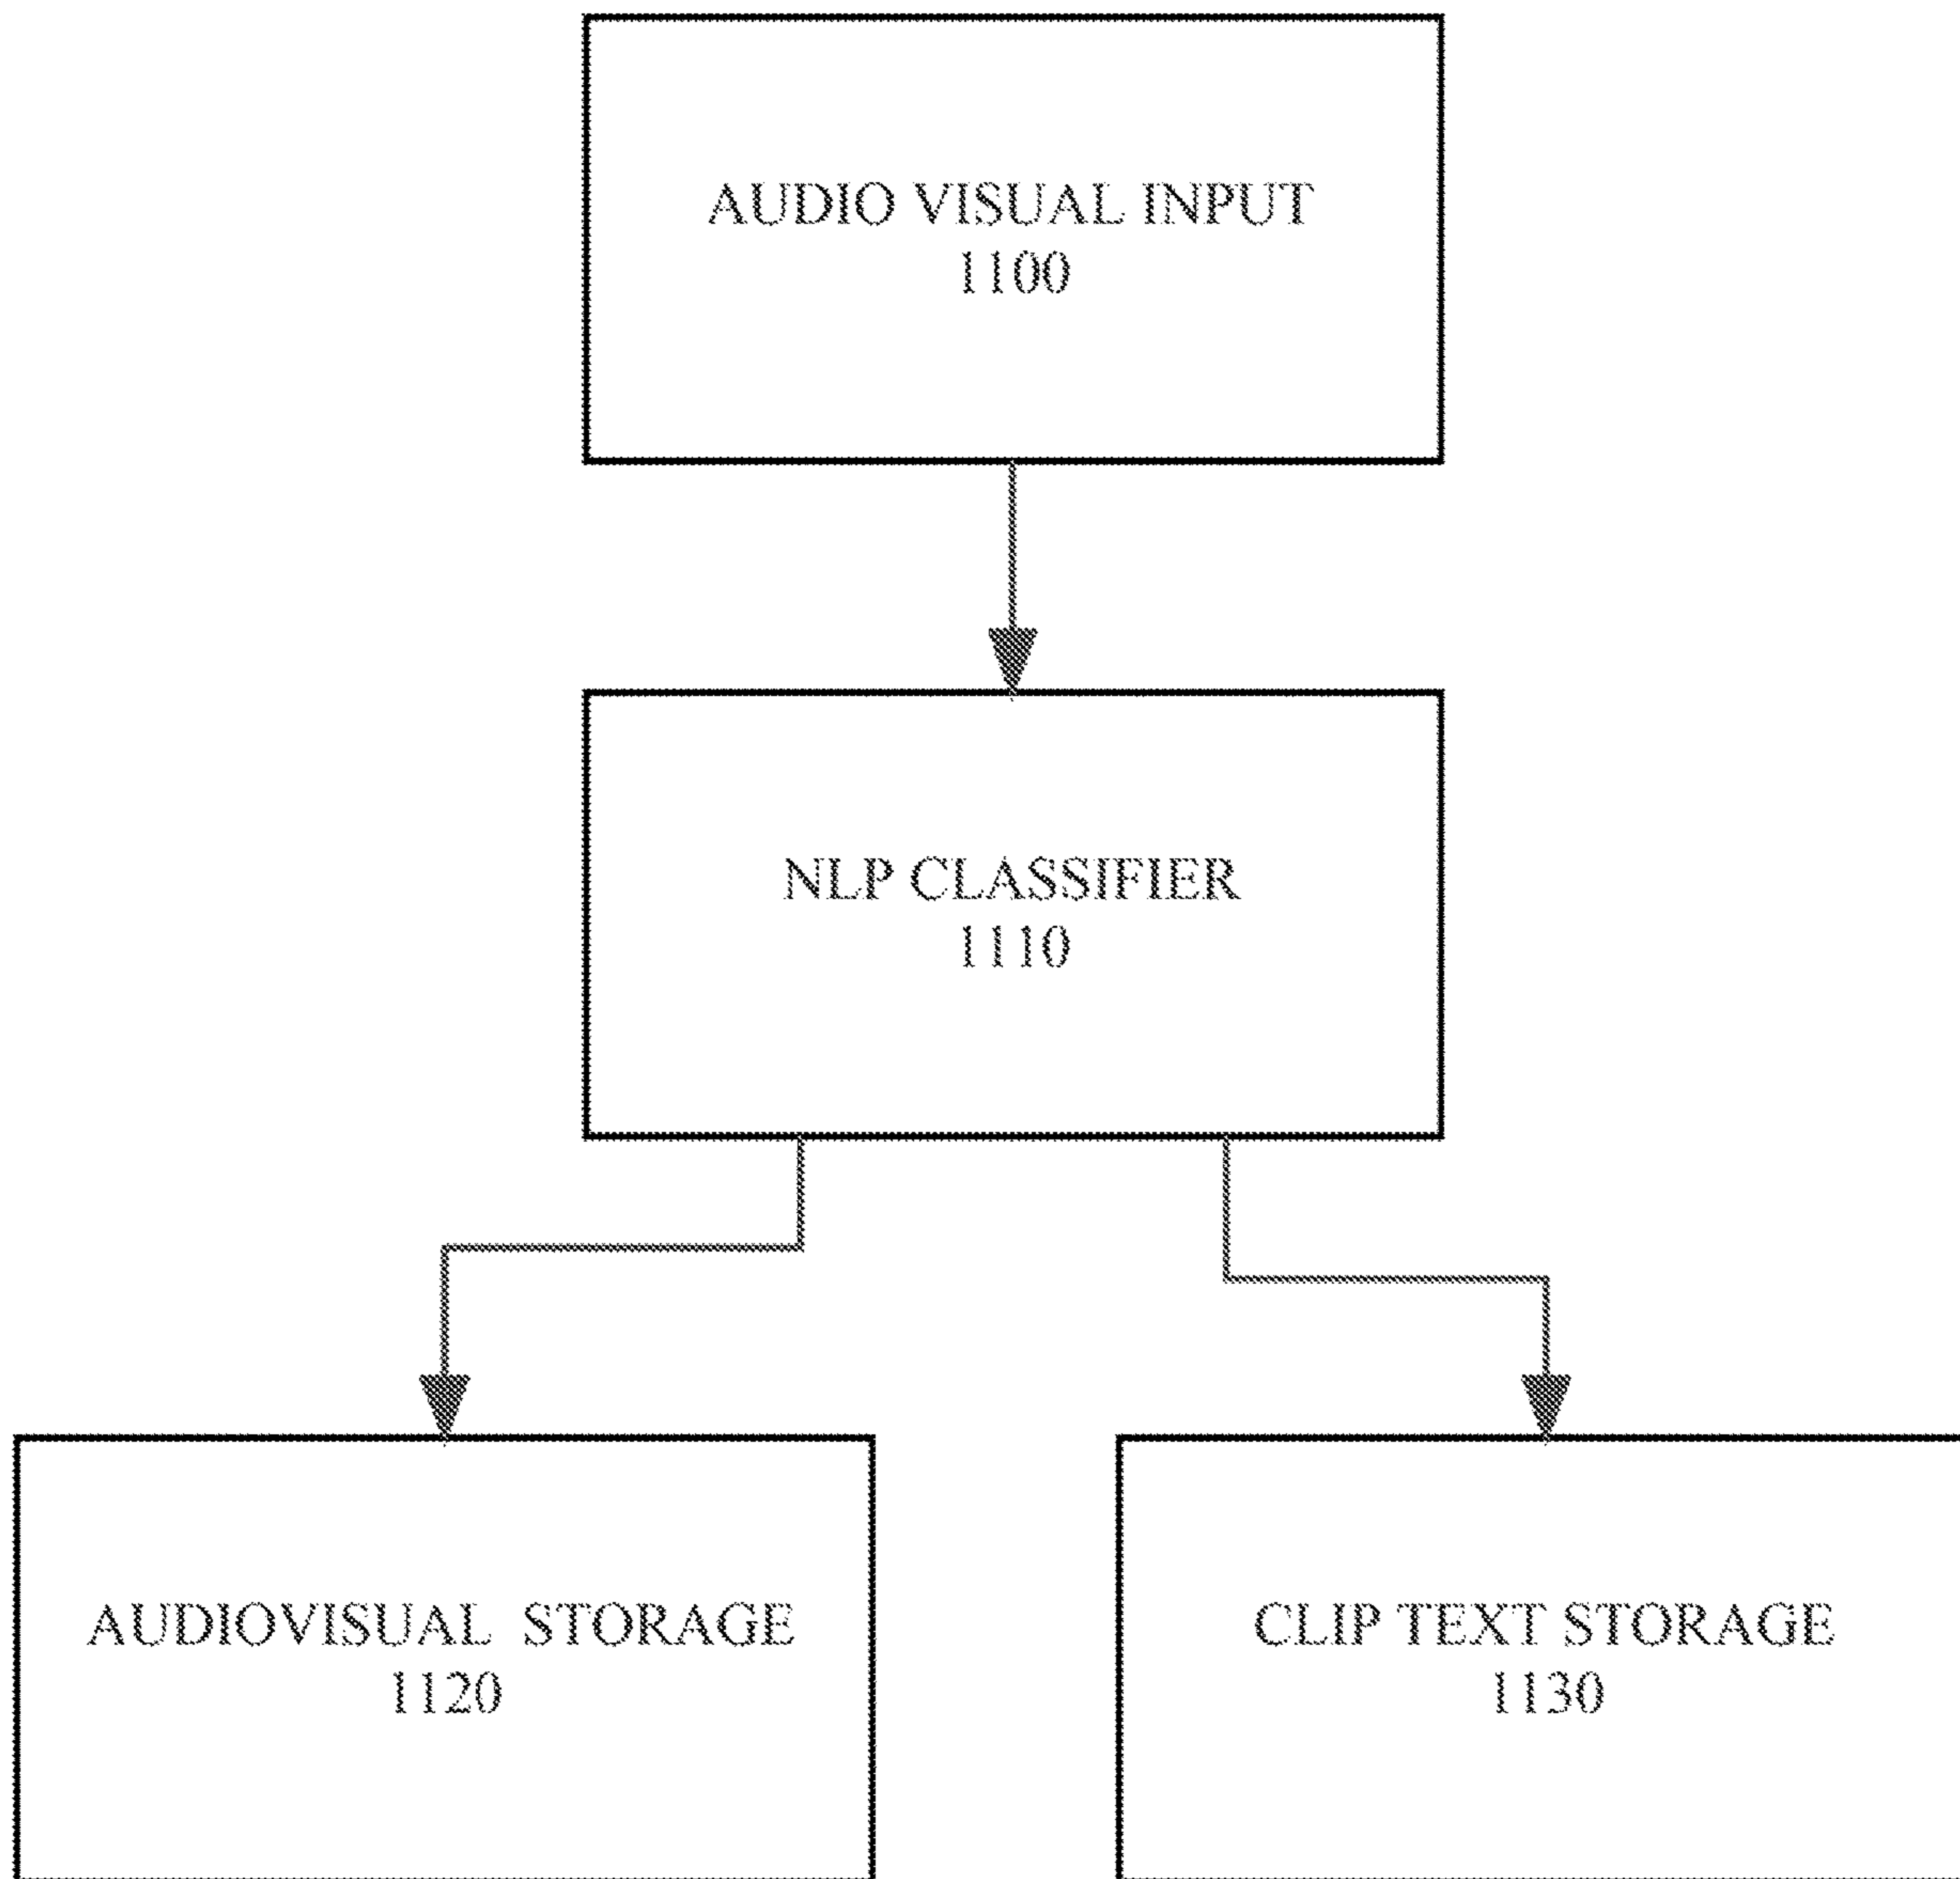 AUDIO VISUAL INPUT
1100
NLP CLASSIFIER
1110
AUDIOVISUAL STORAGE
1120
CLIP TEXT STORAGE
1130